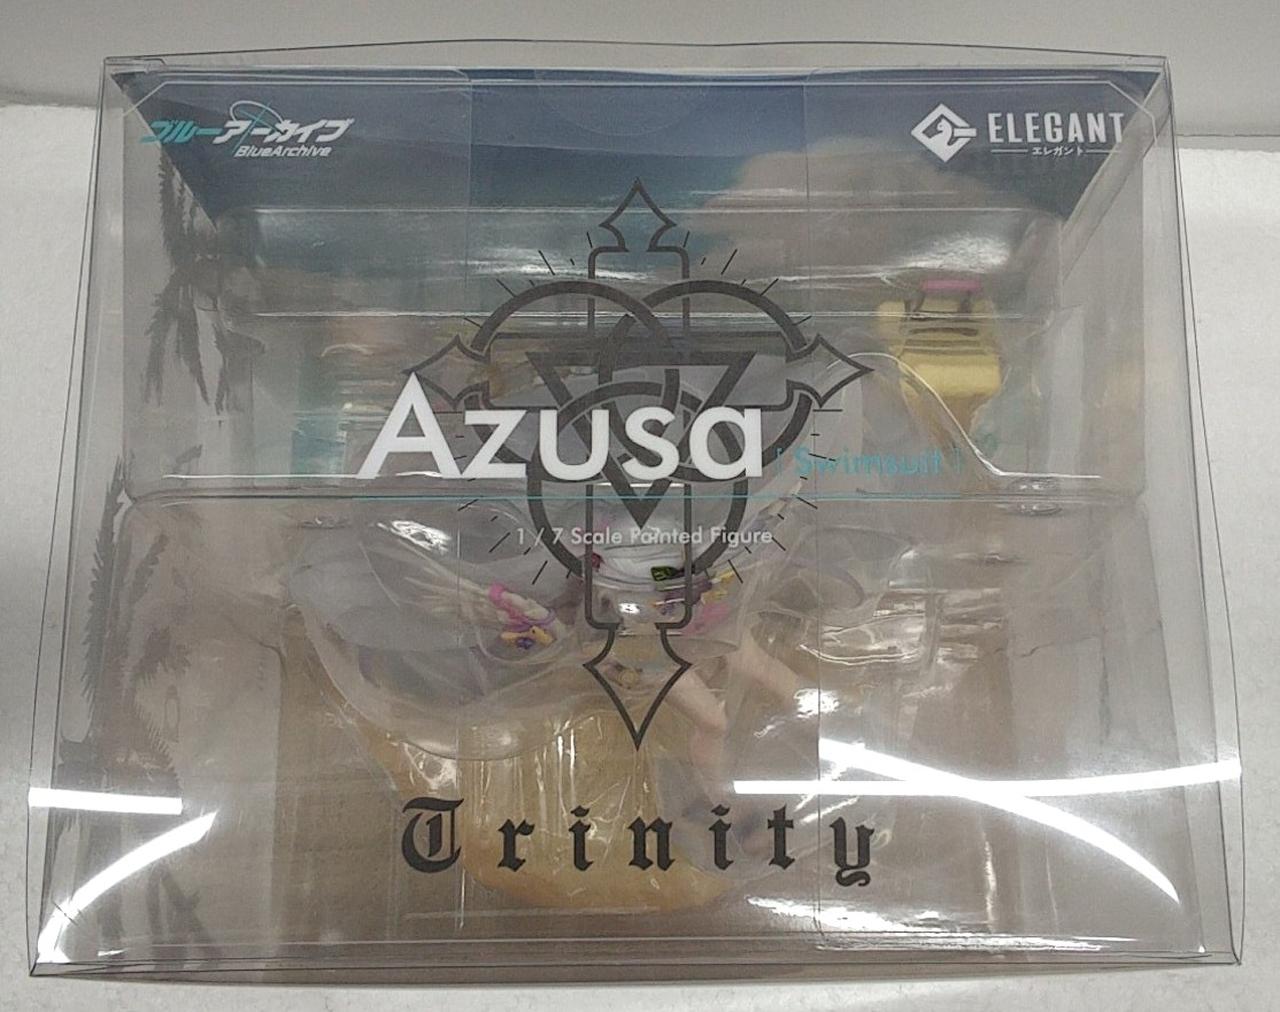 ブルーアーカイブ
BlueArchive
ELEGANT
エレガント
Azusa [ Swimsuit ]
1 / 7 Scale Painted Figure
Trinity